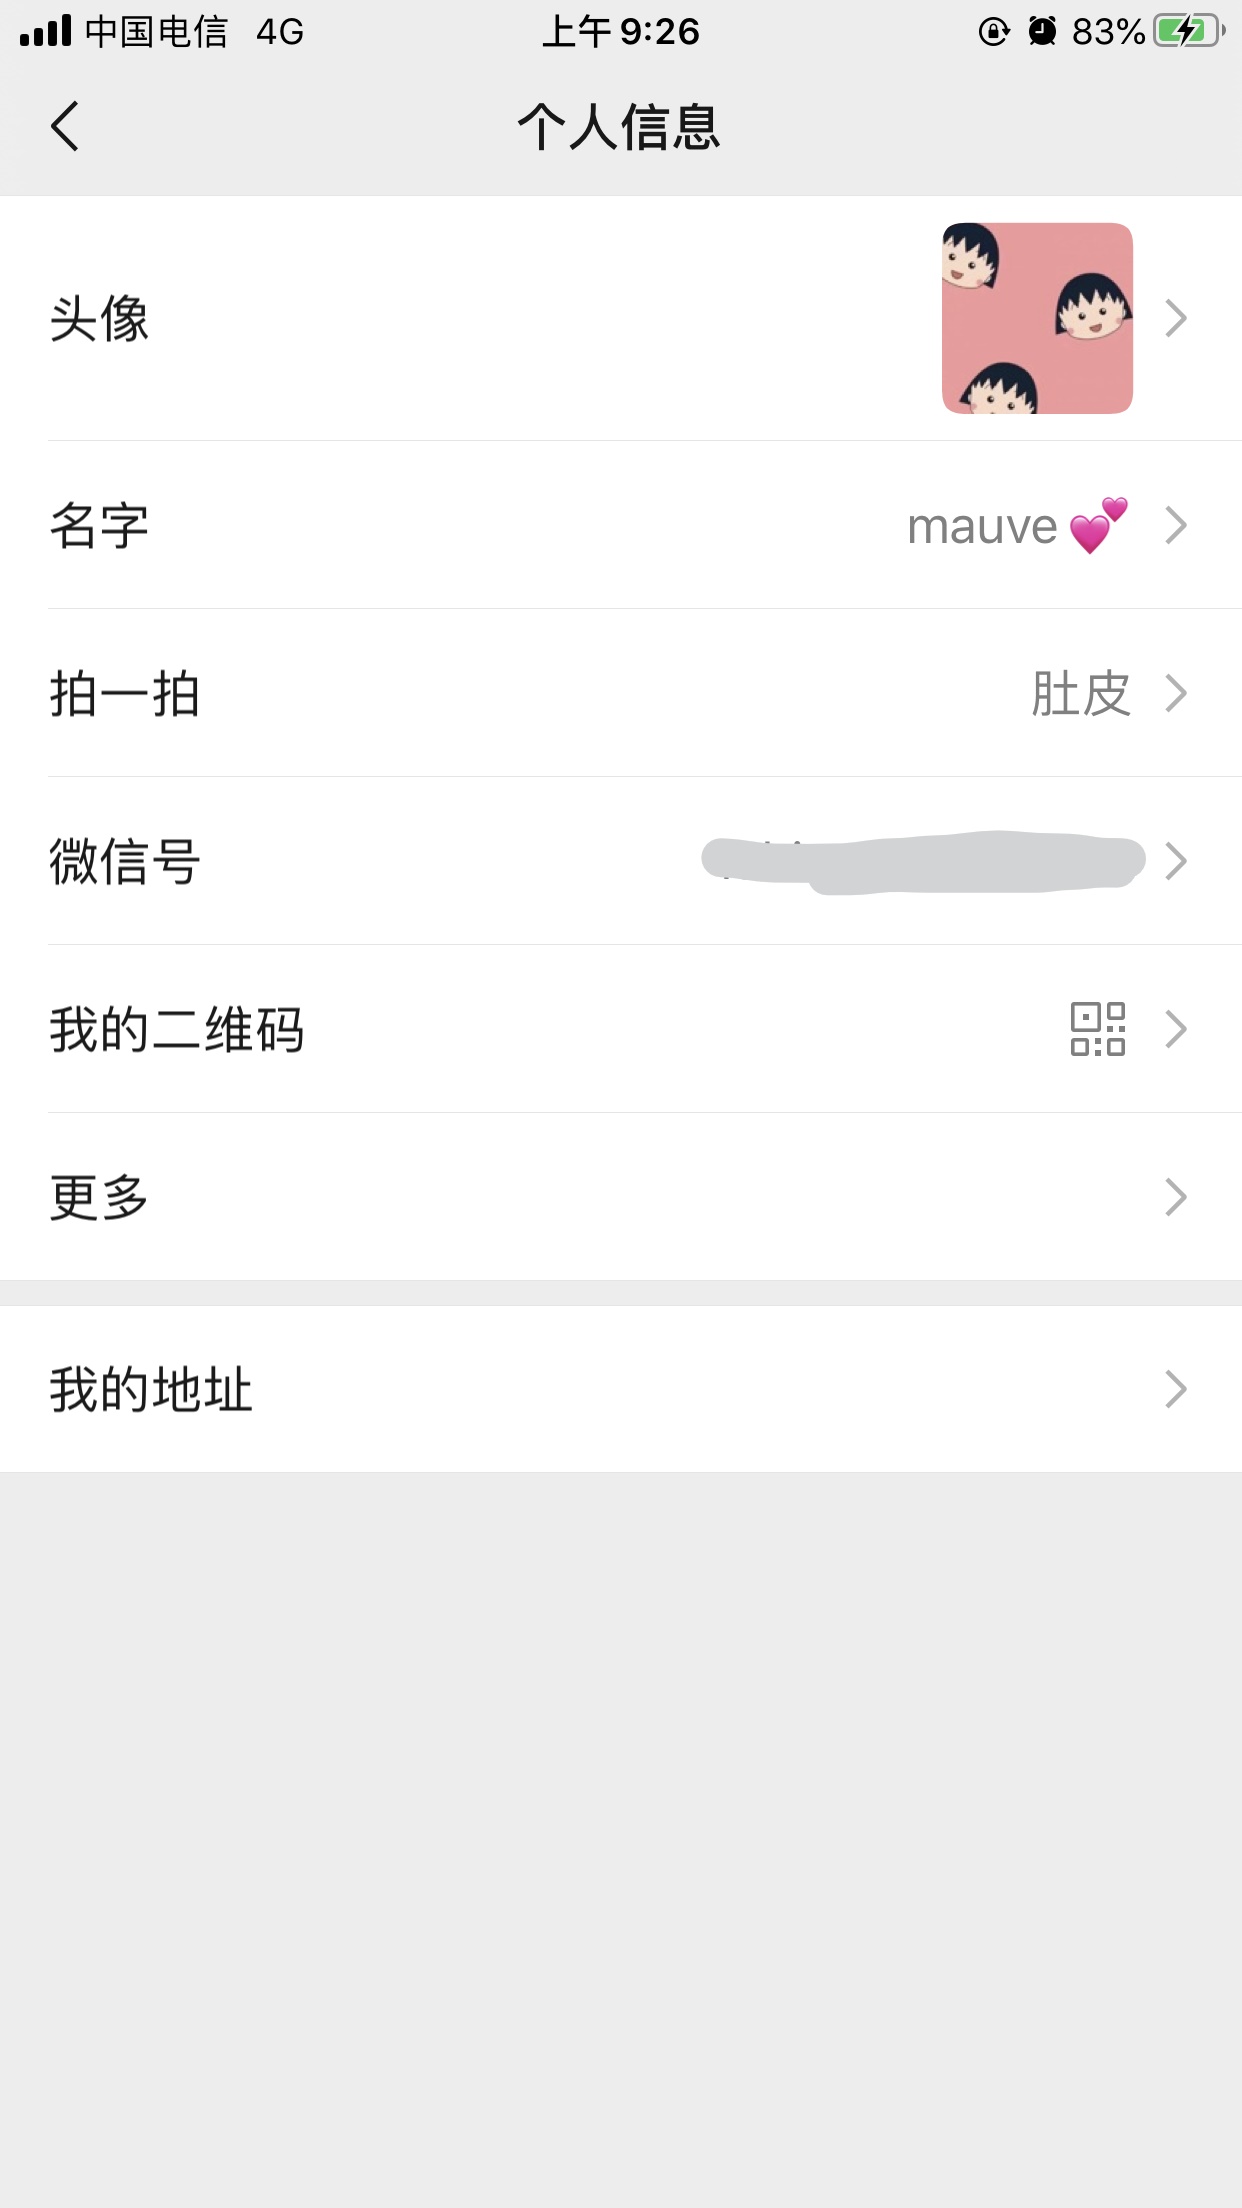 中国电信 4G 上午 9:26 83%
个人信息
头像
名字 mauve 💕
拍一拍 肚皮
微信号
我的二维码
更多
我的地址